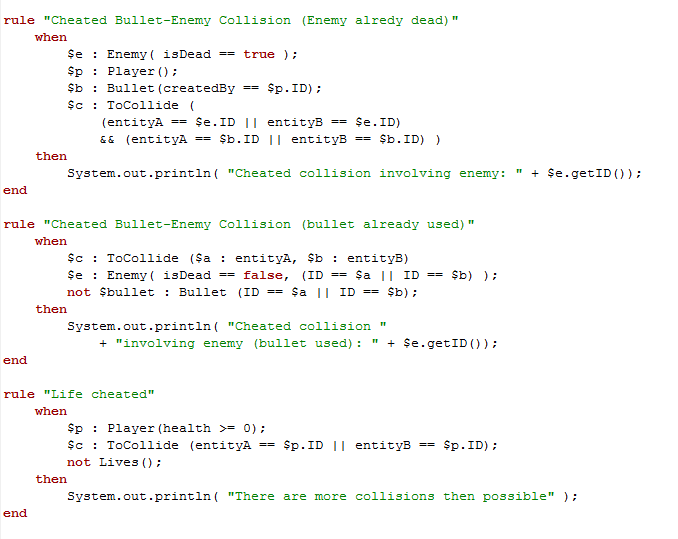 rule "Cheated Bullet-Enemy Collision (Enemy alredy dead)"
when
$e : Enemy( isDead == true );
$p : Player();
$b : Bullet(createdBy == $p.ID);
$c : ToCollide (
(entityA == $e.ID || entityB == $e.ID)
&& (entityA == $b.ID || entityB == $b.ID) )
then
System.out.println( "Cheated collision involving enemy: " + $e.getID());
end
rule "Cheated Bullet-Enemy Collision (bullet already used)"
when
$c : ToCollide ($a : entityA, $b : entityB)
$e : Enemy( isDead == false, (ID == $a || ID == $b) );
not $bullet : Bullet (ID == $a || ID == $b);
then
System.out.println( "Cheated collision "
+ "involving enemy (bullet used): " + $e.getID());
end
rule "Life cheated"
when
$p : Player(health >= 0);
$c : ToCollide (entityA == $p.ID || entityB == $p.ID);
not Lives();
then
System.out.println( "There are more collisions then possible" );
end